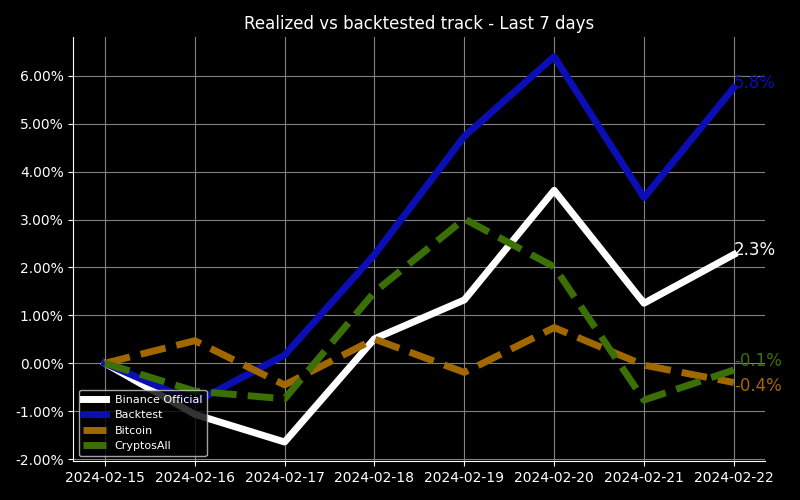 Realized vs backtested track - Last 7 days
6.00%
5.00%
4.00%
3.00%
2.00%
1.00%
0.00%
-1.00%
-2.00%
5.8%
2.3%
-0.1%
-0.4%
Binance Official
Backtest
Bitcoin
CryptosAll
2024-02-15 2024-02-16 2024-02-17 2024-02-18 2024-02-19 2024-02-20 2024-02-21 2024-02-22